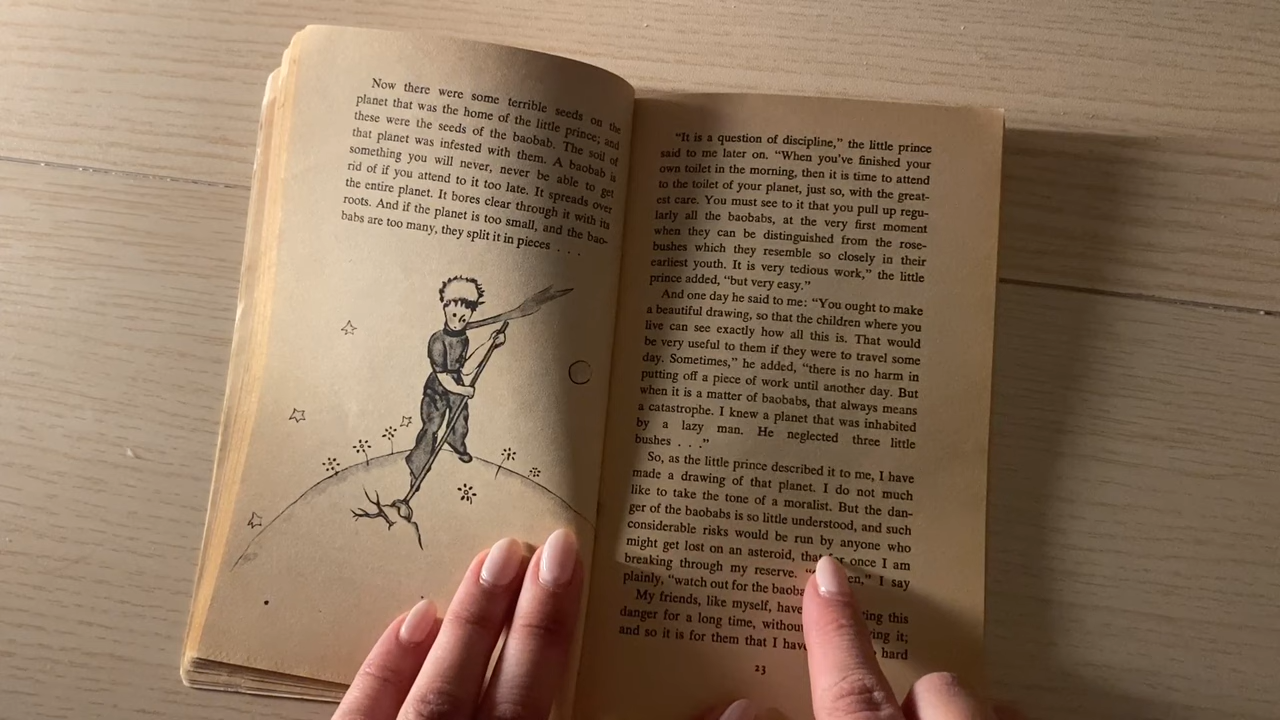 Now there were some terrible seeds on the
planet that was the home of the little prince; and
these were the seeds of the baobab. The soil of
that planet was infested with them. A baobab is
something you will never, never be able to get
rid of if you attend to it too late. It spreads over
the entire planet. It bores clear through it with its
roots. And if the planet is too small, and the bao-
babs are too many, they split it in pieces . . .
“It is a question of discipline,” the little prince
said to me later on. “When you’ve finished your
own toilet in the morning, then it is time to attend
to the toilet of your planet, just so, with the great-
est care. You must see to it that you pull up regu-
larly all the baobabs, at the very first moment
when they can be distinguished from the rose-
bushes which they resemble so closely in their
earliest youth. It is very tedious work,” the little
prince added, “but very easy.”
And one day he said to me: “You ought to make
a beautiful drawing, so that the children where you
live can see exactly how all this is. That would
be very useful to them if they were to travel some
day. Sometimes,” he added, “there is no harm in
putting off a piece of work until another day. But
when it is a matter of baobabs, that always means
a catastrophe. I knew a planet that was inhabited
by a lazy man. He neglected three little
bushes . . .”
So, as the little prince described it to me, I have
made a drawing of that planet. I do not much
like to take the tone of a moralist. But the dan-
ger of the baobabs is so little understood, and such
considerable risks would be run by anyone who
might get lost on an asteroid, that for once I am
breaking through my reserve. I say
plainly, “watch out for the
My friends, like myself, have this
danger for a long time, it;
and so it is for them that I have hard
23